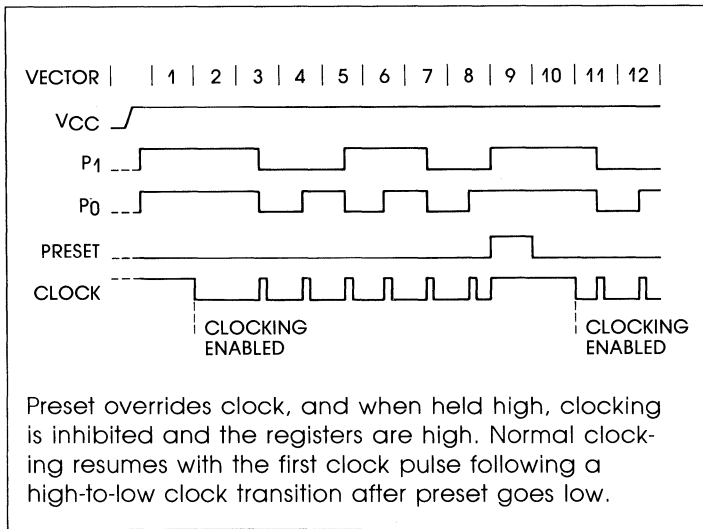 VECTOR | | 1 | 2 | 3 | 4 | 5 | 6 | 7 | 8 | 9 | 10 | 11 | 12 |
VCC
P1
P0
PRESET
CLOCK
CLOCKING
ENABLED
CLOCKING
ENABLED
Preset overrides clock, and when held high, clocking
is inhibited and the registers are high. Normal clock-
ing resumes with the first clock pulse following a
high-to-low clock transition after preset goes low.